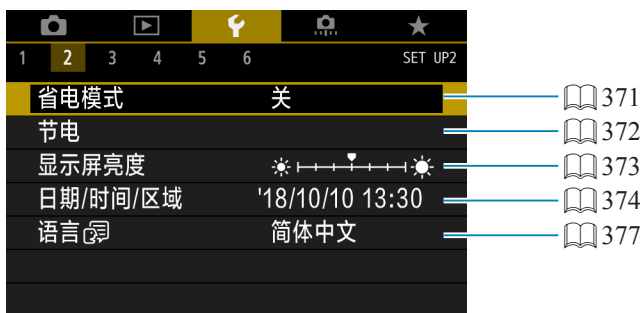 1 2 3 4 5 6 SET UP2
省电模式 关 371
节电 372
显示屏亮度 373
日期/时间/区域 '18/10/10 13:30 374
语言 简体中文 377